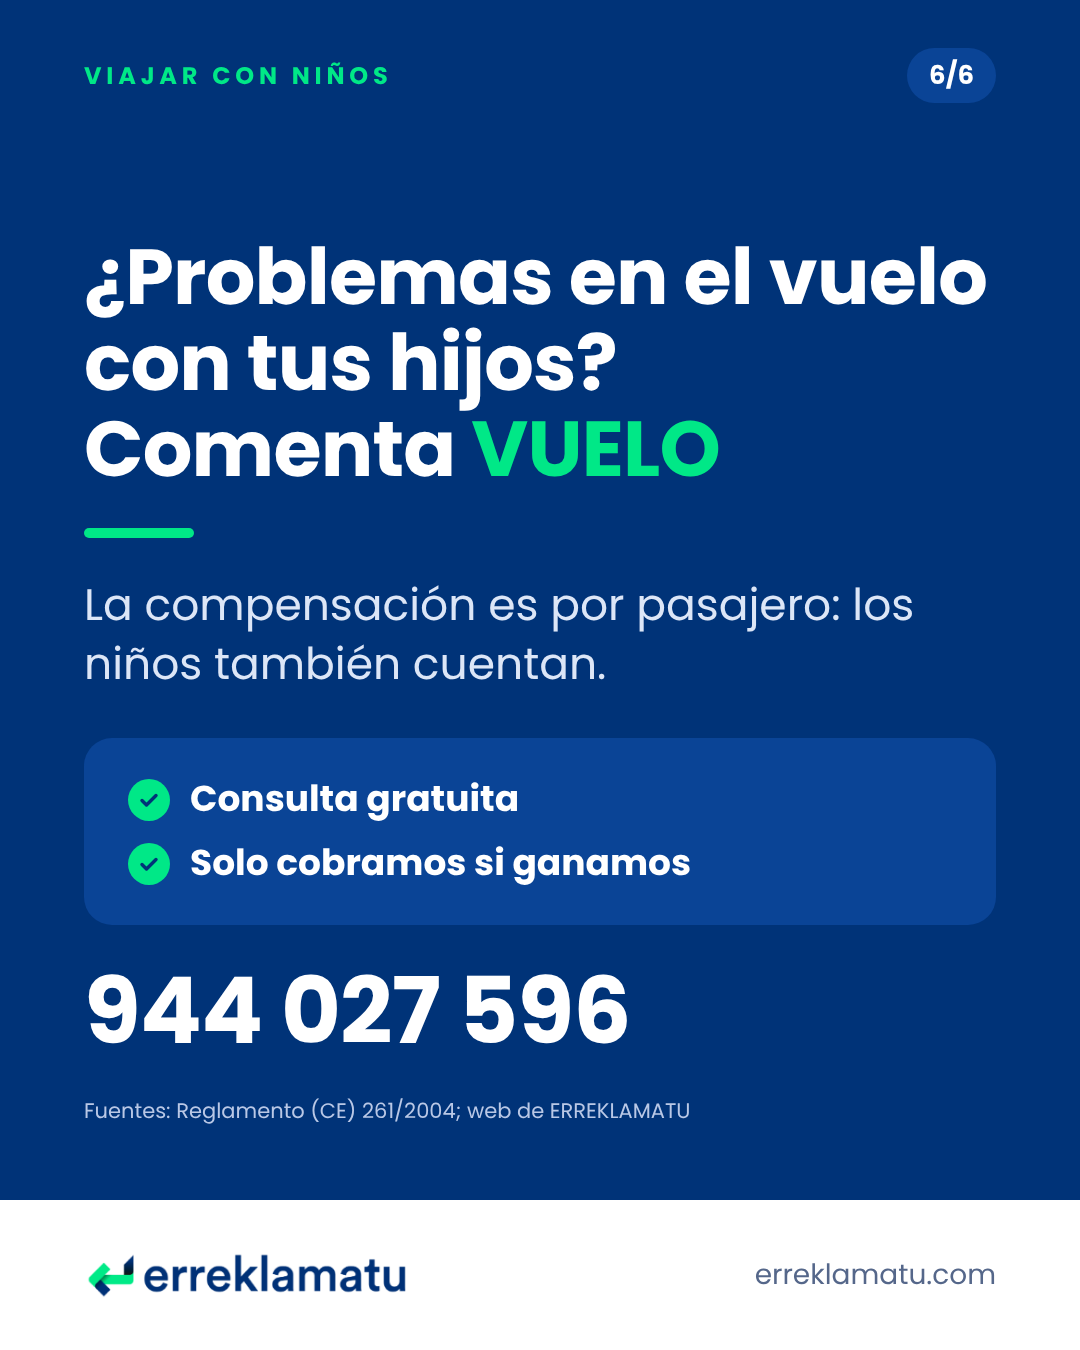 VIAJAR CON NIÑOS
6/6
¿Problemas en el vuelo
con tus hijos?
Comenta VUELO
La compensación es por pasajero: los
niños también cuentan.
Consulta gratuita
Solo cobramos si ganamos
944 027 596
Fuentes: Reglamento (CE) 261/2004; web de ERREKLAMATU
erreklamatu
erreklamatu.com